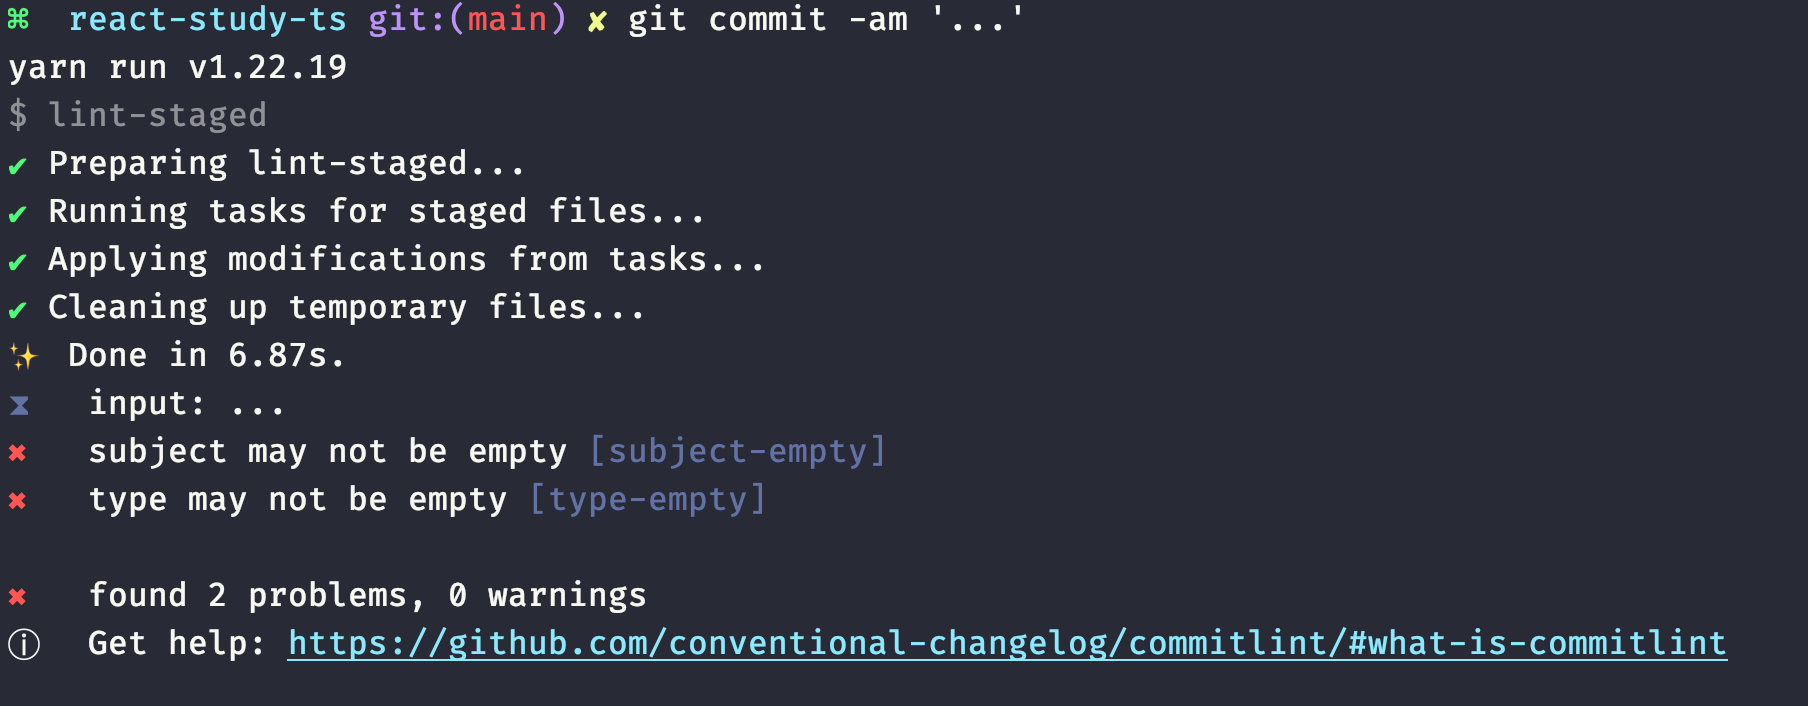 ⌘  react-study-ts git:(main) ✘ git commit -am '...'
yarn run v1.22.19
$ lint-staged
✔ Preparing lint-staged...
✔ Running tasks for staged files...
✔ Applying modifications from tasks...
✔ Cleaning up temporary files...
✨ Done in 6.87s.
⧗   input: ...
✖   subject may not be empty [subject-empty]
✖   type may not be empty [type-empty]
✖   found 2 problems, 0 warnings
ⓘ   Get help: https://github.com/conventional-changelog/commitlint/#what-is-commitlint